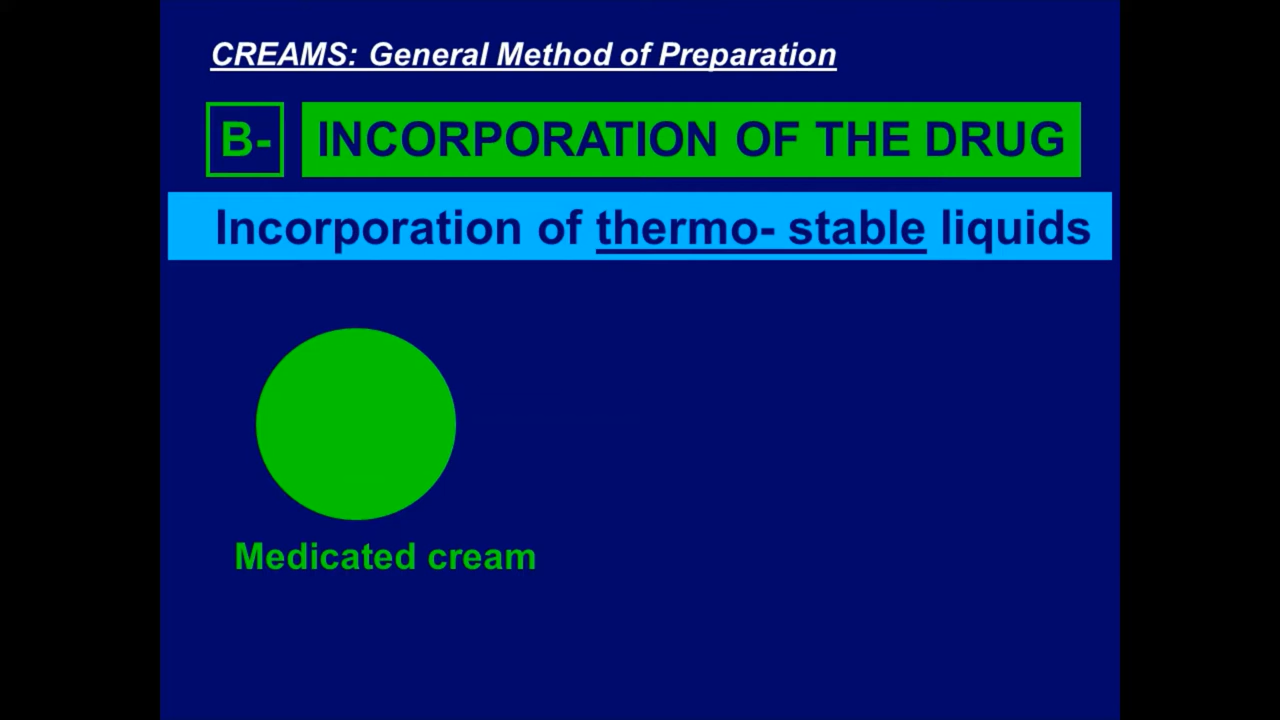 CREAMS: General Method of Preparation
B- INCORPORATION OF THE DRUG
Incorporation of thermo- stable liquids
Medicated cream